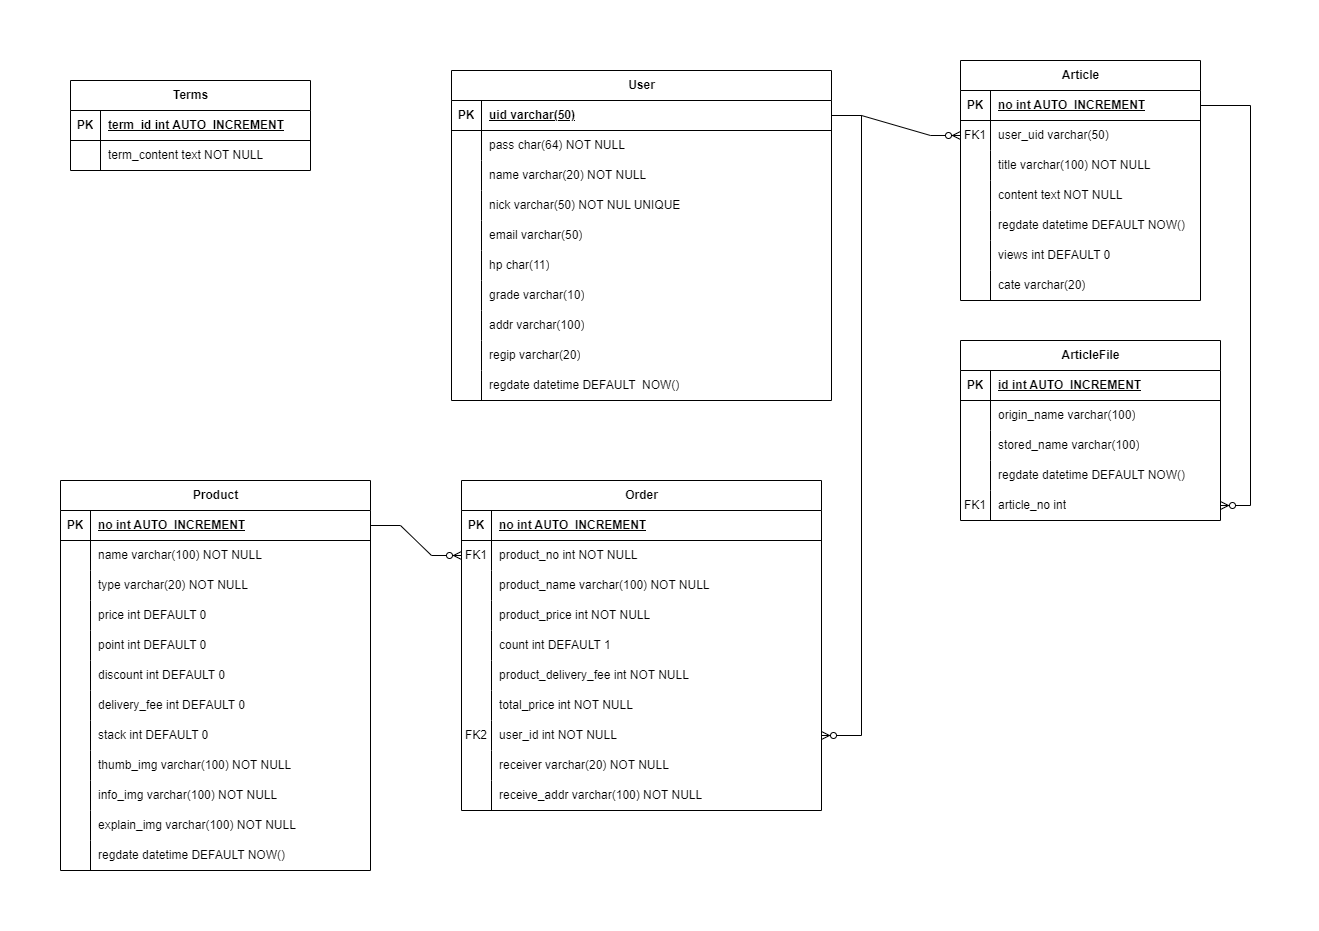 Terms
PK term_id int AUTO_INCREMENT
term_content text NOT NULL
User
PK uid varchar(50)
pass char(64) NOT NULL
name varchar(20) NOT NULL
nick varchar(50) NOT NUL UNIQUE
email varchar(50)
hp char(11)
grade varchar(10)
addr varchar(100)
regip varchar(20)
regdate datetime DEFAULT  NOW()
Article
PK no int AUTO_INCREMENT
FK1 user_uid varchar(50)
title varchar(100) NOT NULL
content text NOT NULL
regdate datetime DEFAULT NOW()
views int DEFAULT 0
cate varchar(20)
ArticleFile
PK id int AUTO_INCREMENT
origin_name varchar(100)
stored_name varchar(100)
regdate datetime DEFAULT NOW()
FK1 article_no int
Product
PK no int AUTO_INCREMENT
name varchar(100) NOT NULL
type varchar(20) NOT NULL
price int DEFAULT 0
point int DEFAULT 0
discount int DEFAULT 0
delivery_fee int DEFAULT 0
stack int DEFAULT 0
thumb_img varchar(100) NOT NULL
info_img varchar(100) NOT NULL
explain_img varchar(100) NOT NULL
regdate datetime DEFAULT NOW()
Order
PK no int AUTO_INCREMENT
FK1 product_no int NOT NULL
product_name varchar(100) NOT NULL
product_price int NOT NULL
count int DEFAULT 1
product_delivery_fee int NOT NULL
total_price int NOT NULL
FK2 user_id int NOT NULL
receiver varchar(20) NOT NULL
receive_addr varchar(100) NOT NULL